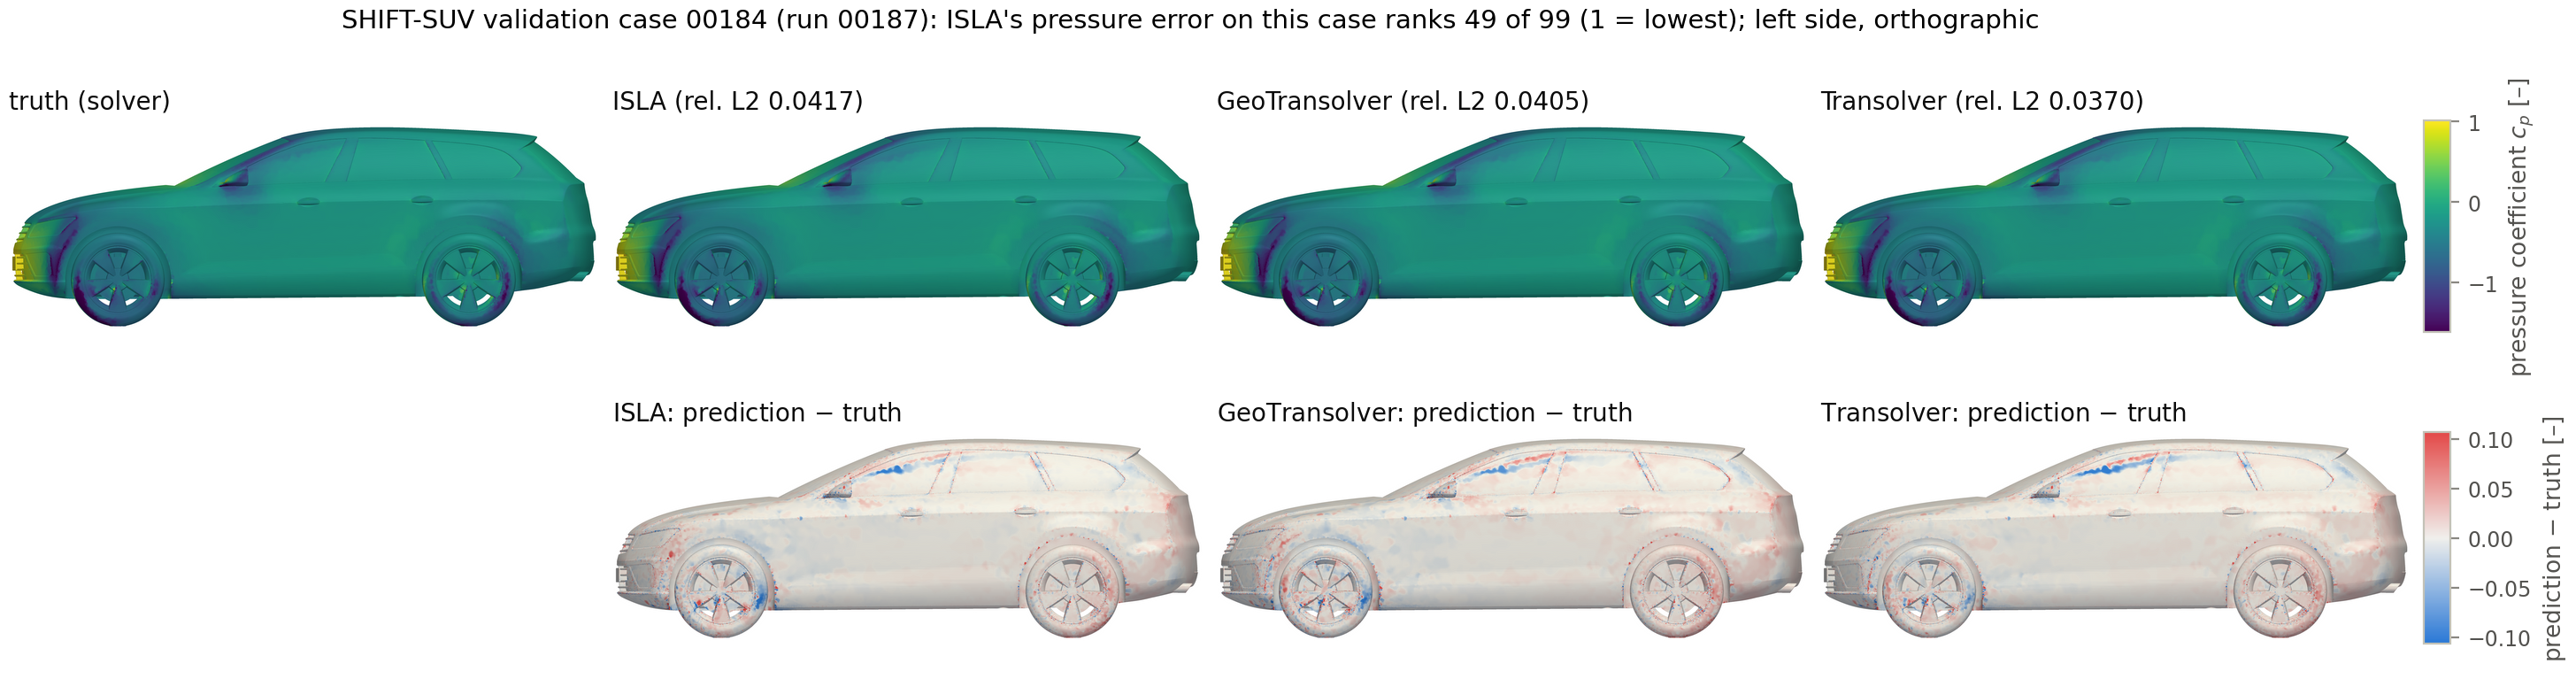 SHIFT-SUV validation case 00184 (run 00187): ISLA's pressure error on this case ranks 49 of 99 (1 = lowest); left side, orthographic
truth (solver)
ISLA (rel. L2 0.0417)
GeoTransolver (rel. L2 0.0405)
Transolver (rel. L2 0.0370)
1
0
−1
pressure coefficient cp [–]
ISLA: prediction − truth
GeoTransolver: prediction − truth
Transolver: prediction − truth
0.10
0.05
0.00
−0.05
−0.10
prediction − truth [–]